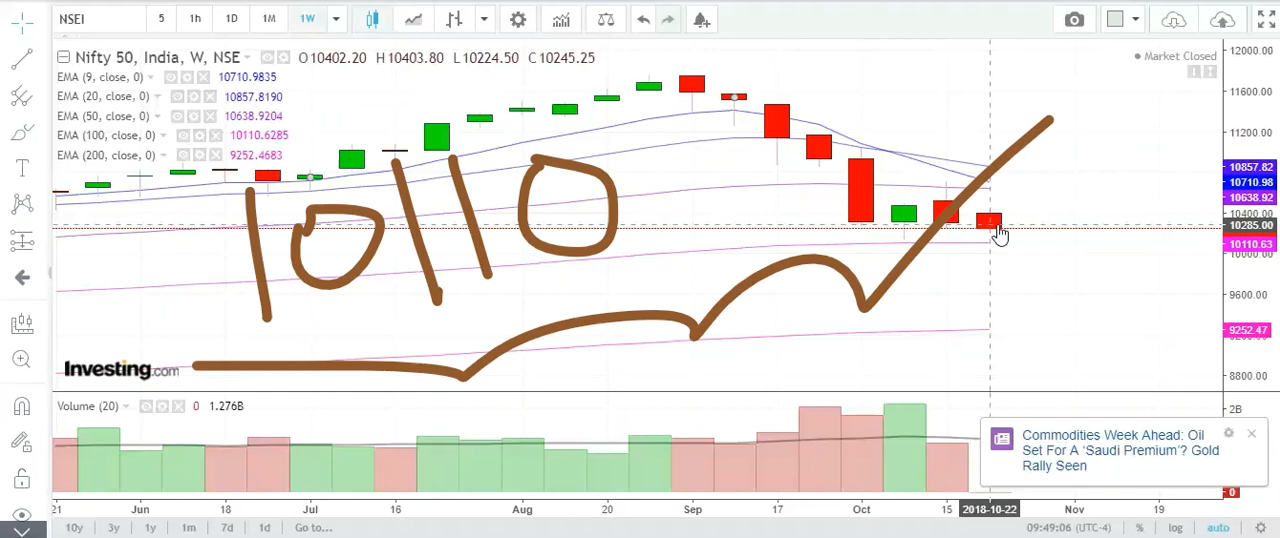 NSEI 5 1h 1D 1M 1W
Nifty 50, India, W, NSE O10402.20 H10403.80 L10224.50 C10245.25
EMA (9, close, 0) 10710.9835
EMA (20, close, 0) 10857.8190
EMA (50, close, 0) 10638.9204
EMA (100, close, 0) 10110.6285
EMA (200, close, 0) 9252.4683
Market Closed
12000.00
11600.00
11200.00
10857.82
10710.98
10638.92
10400.00
10285.00
10110.63
10000.00
9600.00
9252.47
8800.00
10110
Investing.com
Volume (20) 0 1.276B
2B
0
Commodities Week Ahead: Oil
Set For A ‘Saudi Premium’? Gold
Rally Seen
21 Jun 18 Jul 16 Aug 20 Sep 17 Oct 15 2018-10-22 Nov 19
10y 3y 1y 1m 7d 1d Go to... 09:49:06 (UTC-4) % log auto